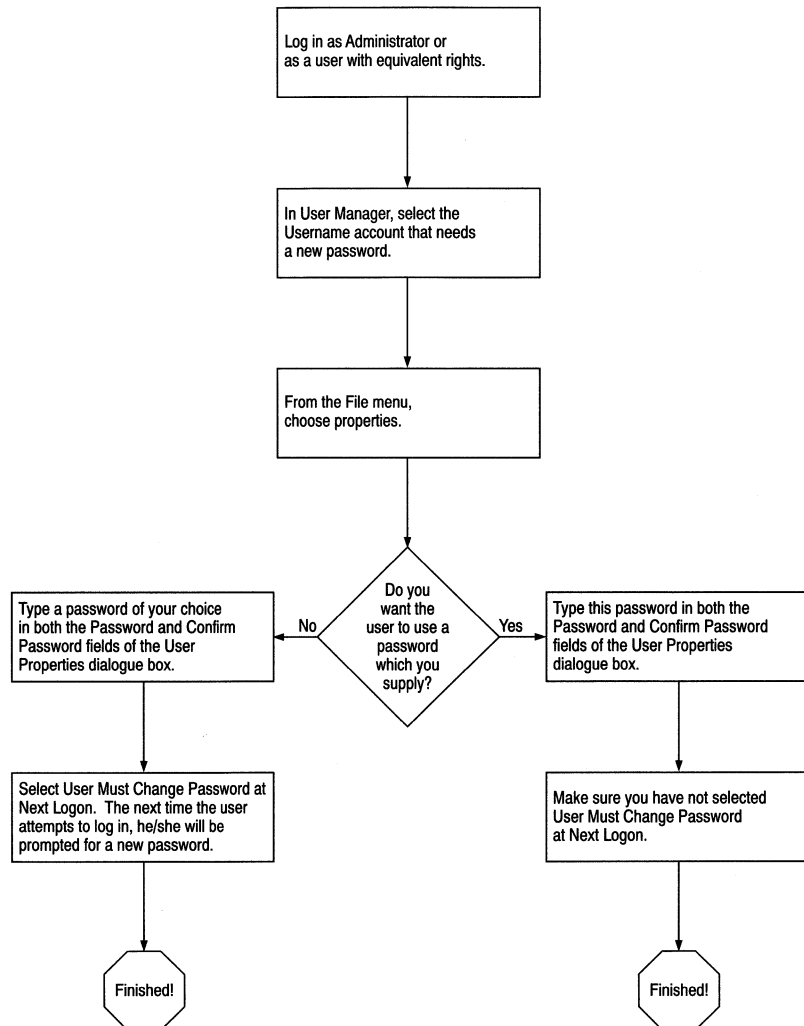 Log in as Administrator or
as a user with equivalent rights.
In User Manager, select the
Username account that needs
a new password.
From the File menu,
choose properties.
Do you
want the
user to use a
password
which you
supply?
No
Yes
Type a password of your choice
in both the Password and Confirm
Password fields of the User
Properties dialogue box.
Type this password in both the
Password and Confirm Password
fields of the User Properties
dialogue box.
Select User Must Change Password at
Next Logon. The next time the user
attempts to log in, he/she will be
prompted for a new password.
Make sure you have not selected
User Must Change Password
at Next Logon.
Finished!
Finished!